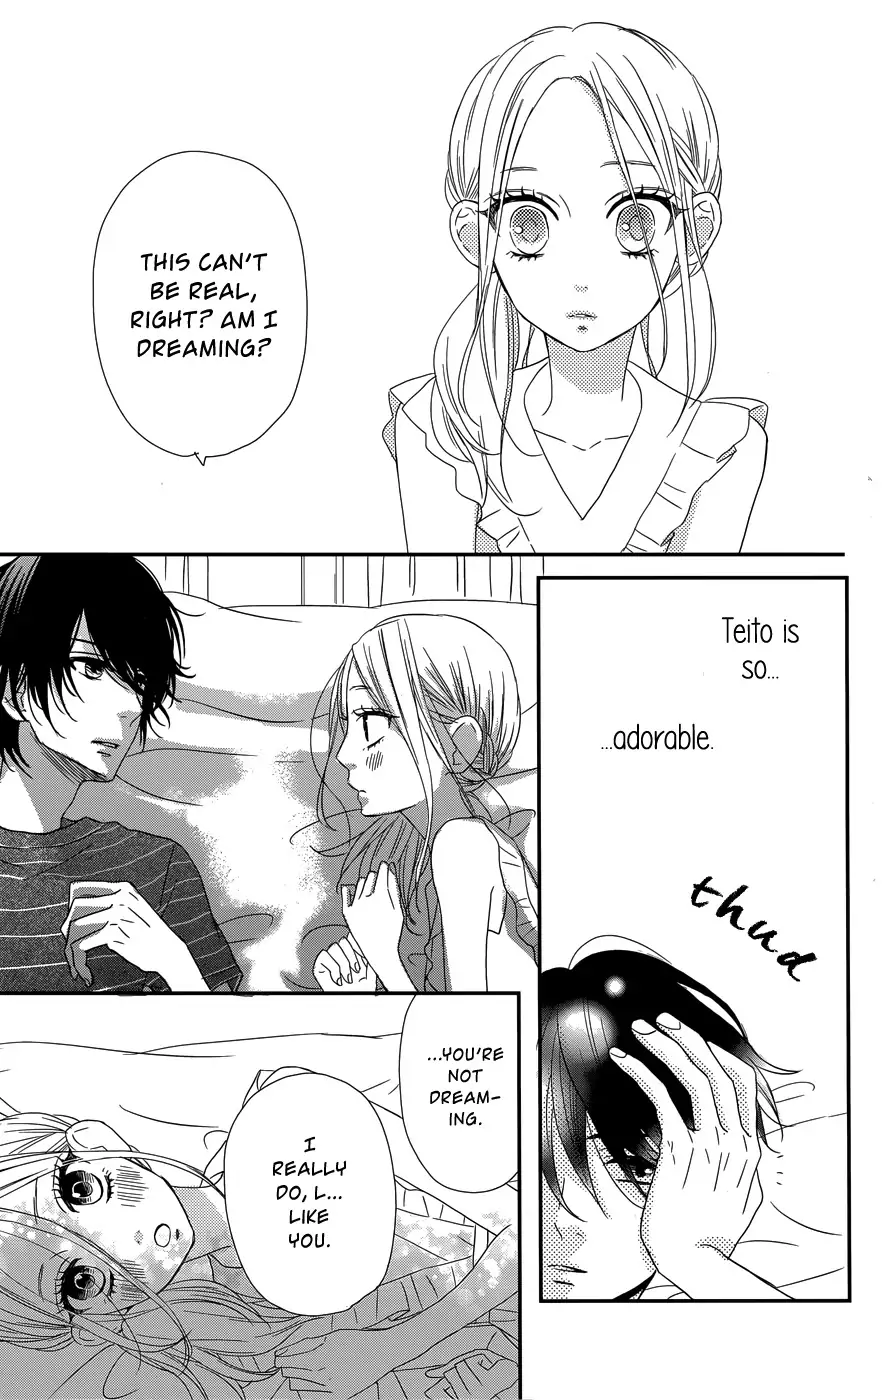 THIS CAN'T
BE REAL,
RIGHT? AM I
DREAMING?
Teito is
so...
...adorable.
thud
...YOU'RE
NOT
DREAM-
ING.
I
REALLY
DO, L...
LIKE
YOU.